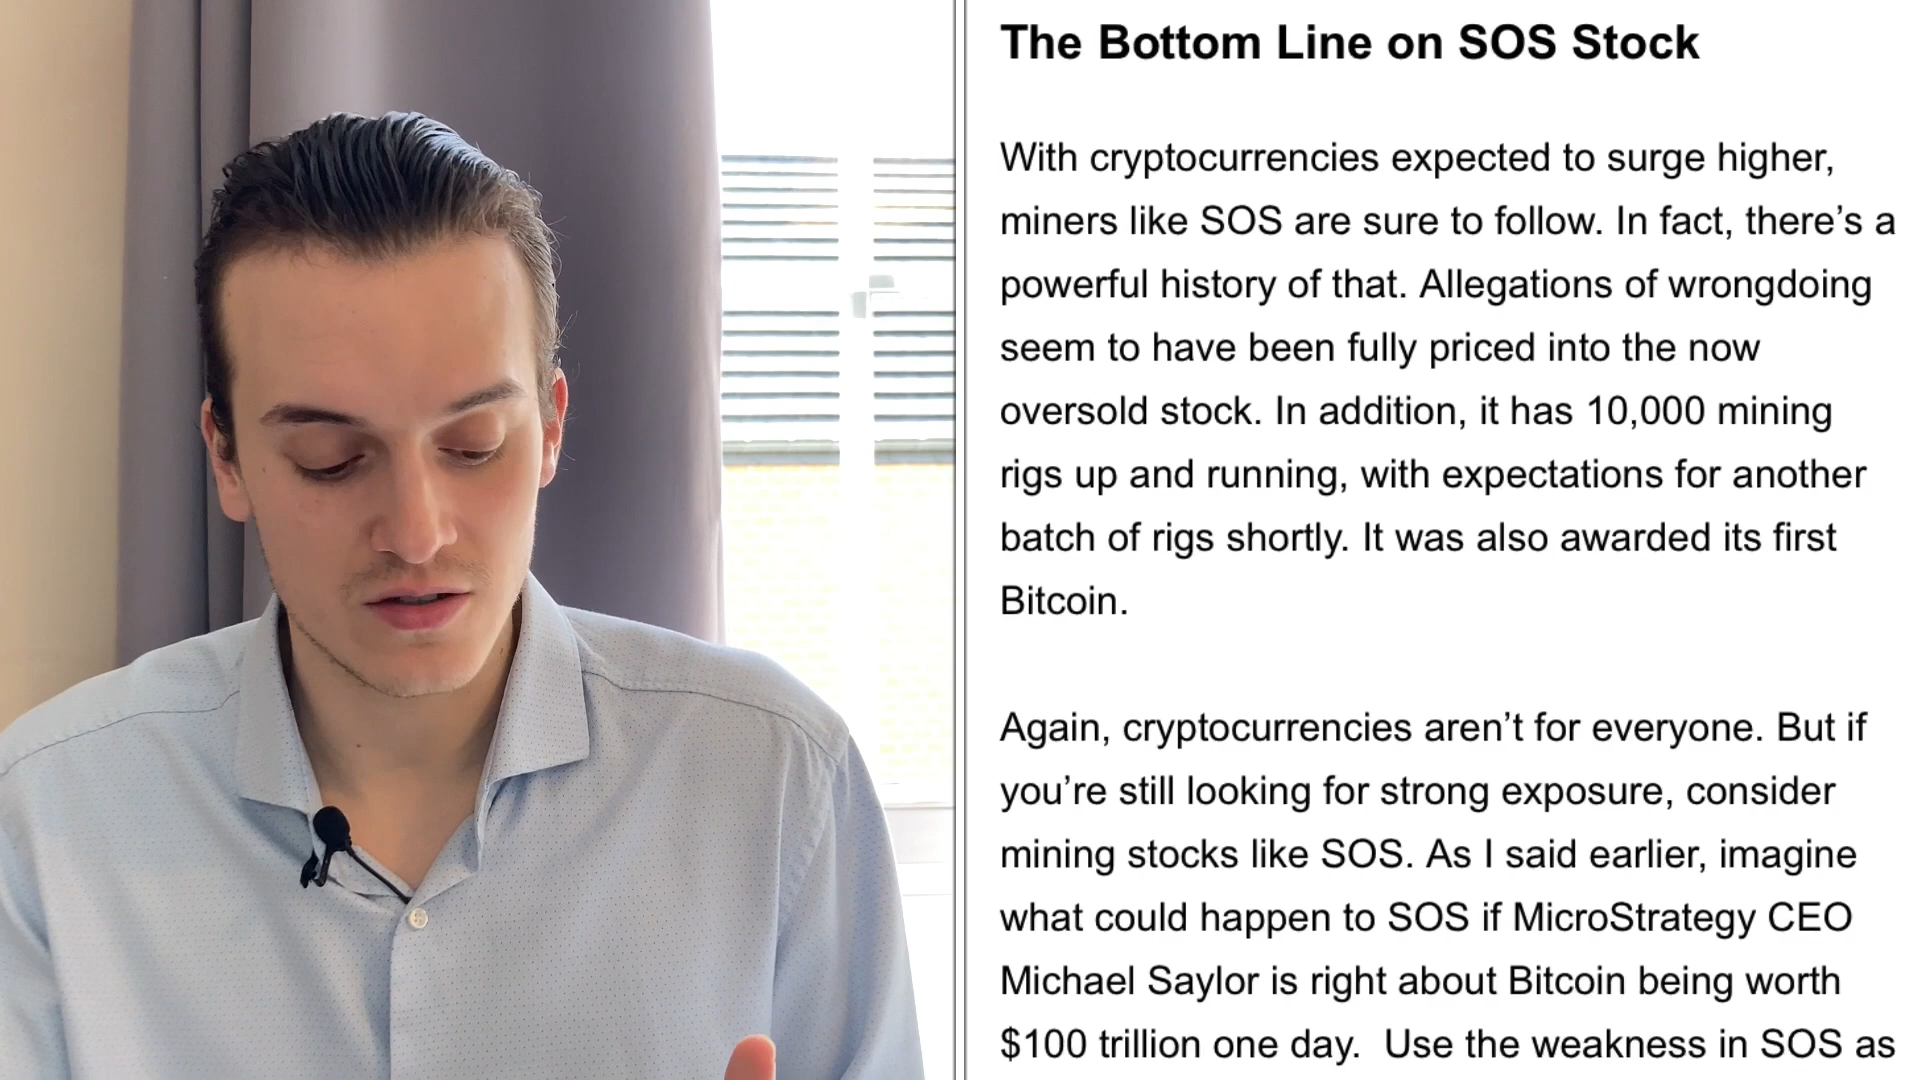 The Bottom Line on SOS Stock
With cryptocurrencies expected to surge higher,
miners like SOS are sure to follow. In fact, there’s a
powerful history of that. Allegations of wrongdoing
seem to have been fully priced into the now
oversold stock. In addition, it has 10,000 mining
rigs up and running, with expectations for another
batch of rigs shortly. It was also awarded its first
Bitcoin.
Again, cryptocurrencies aren’t for everyone. But if
you’re still looking for strong exposure, consider
mining stocks like SOS. As I said earlier, imagine
what could happen to SOS if MicroStrategy CEO
Michael Saylor is right about Bitcoin being worth
$100 trillion one day.  Use the weakness in SOS as